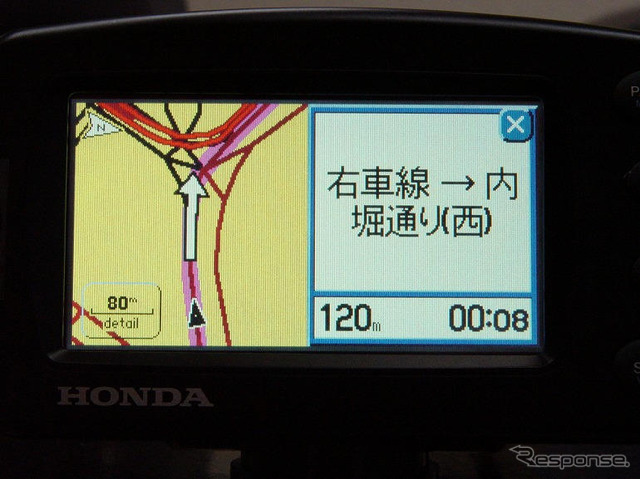 N
80m
detail
右車線 → 内
堀通り(西)
120m
00:08
P
S
HONDA
Response.